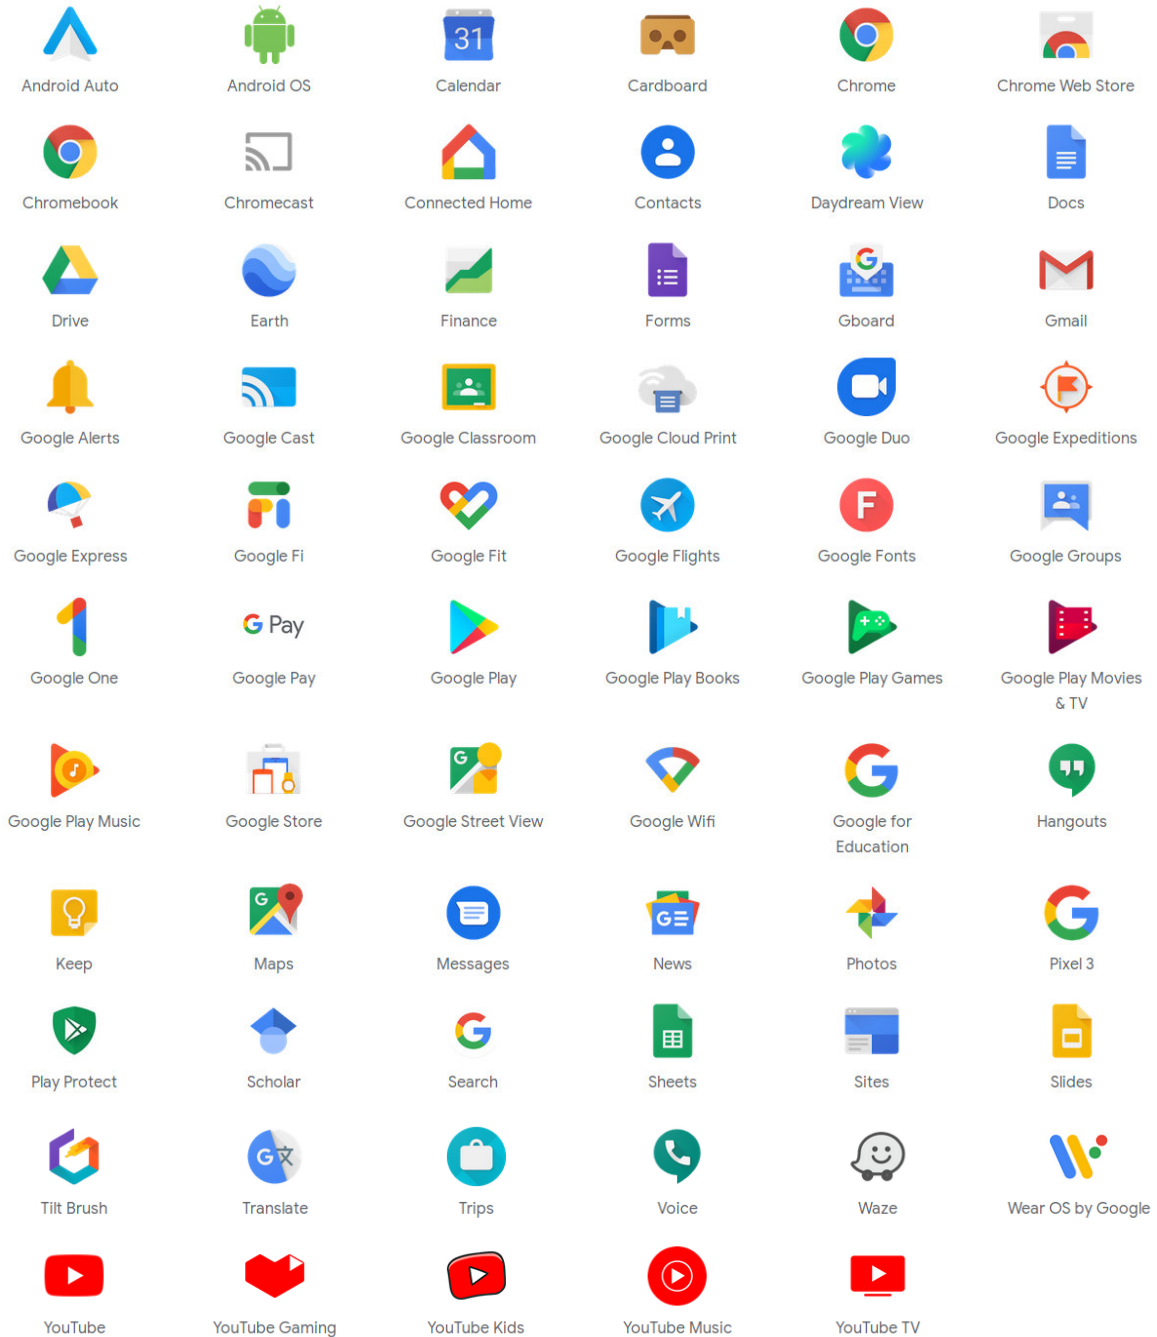 31
Android Auto
Android OS
Calendar
Cardboard
Chrome
Chrome Web Store
Chromebook
Chromecast
Connected Home
Contacts
Daydream View
Docs
G
Drive
Earth
Finance
Forms
Gboard
Gmail
Google Alerts
Google Cast
Google Classroom
Google Cloud Print
Google Duo
Google Expeditions
F
Google Express
Google Fi
Google Fit
Google Flights
Google Fonts
Google Groups
G Pay
Google One
Google Pay
Google Play
Google Play Books
Google Play Games
Google Play Movies
& TV
G
G
Google Play Music
Google Store
Google Street View
Google Wifi
Google for
Education
Hangouts
G
G
G
Keep
Maps
Messages
News
Photos
Pixel 3
G
Play Protect
Scholar
Search
Sheets
Sites
Slides
G文
Tilt Brush
Translate
Trips
Voice
Waze
Wear OS by Google
YouTube
YouTube Gaming
YouTube Kids
YouTube Music
YouTube TV